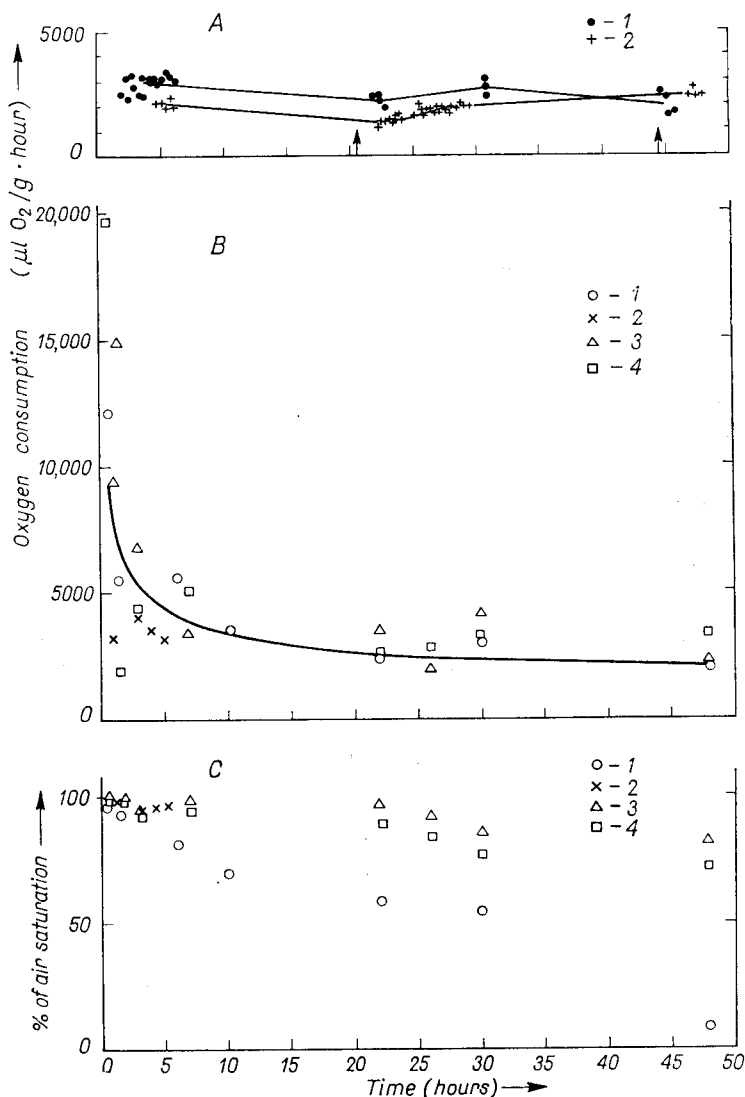 A
5000
0
1
2
Oxygen consumption (μl O2/g · hour)
B
20,000
15,000
10,000
5000
0
1
2
3
4
C
100
50
0
1
2
3
4
% of air saturation
0 5 10 15 20 25 30 35 40 45 50
Time (hours)